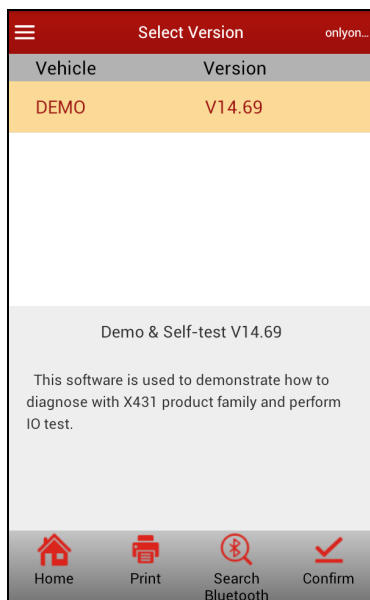 Select Version onlyon...
Vehicle Version
DEMO V14.69
Demo & Self-test V14.69
This software is used to demonstrate how to
diagnose with X431 product family and perform
IO test.
Home Print Search Confirm
Bluetooth